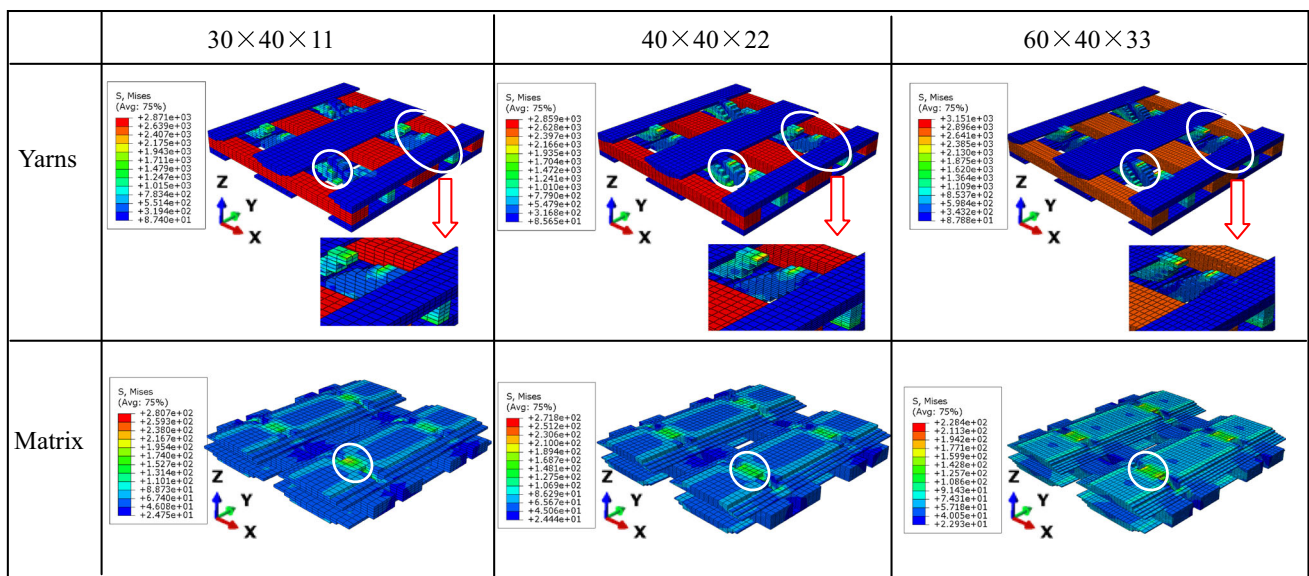 30×40×11
40×40×22
60×40×33
Yarns
S, Mises
(Avg: 75%)
+2.871e+03
+2.639e+03
+2.407e+03
+2.175e+03
+1.943e+03
+1.711e+03
+1.479e+03
+1.247e+03
+1.015e+03
+7.834e+02
+5.514e+02
+3.194e+02
+8.740e+01
Z
Y
X
S, Mises
(Avg: 75%)
+2.859e+03
+2.628e+03
+2.397e+03
+2.166e+03
+1.935e+03
+1.704e+03
+1.472e+03
+1.241e+03
+1.010e+03
+7.790e+02
+5.479e+02
+3.168e+02
+8.565e+01
Z
Y
X
S, Mises
(Avg: 75%)
+3.151e+03
+2.896e+03
+2.641e+03
+2.385e+03
+2.130e+03
+1.875e+03
+1.620e+03
+1.364e+03
+1.109e+03
+8.537e+02
+5.984e+02
+3.432e+02
+8.788e+01
Z
Y
X
Matrix
S, Mises
(Avg: 75%)
+2.807e+02
+2.593e+02
+2.380e+02
+2.167e+02
+1.954e+02
+1.740e+02
+1.527e+02
+1.314e+02
+1.101e+02
+8.873e+01
+6.740e+01
+4.608e+01
+2.475e+01
Z
Y
X
S, Mises
(Avg: 75%)
+2.718e+02
+2.512e+02
+2.306e+02
+2.100e+02
+1.894e+02
+1.687e+02
+1.481e+02
+1.275e+02
+1.069e+02
+8.629e+01
+6.567e+01
+4.506e+01
+2.444e+01
Z
Y
X
S, Mises
(Avg: 75%)
+2.284e+02
+2.113e+02
+1.942e+02
+1.771e+02
+1.599e+02
+1.428e+02
+1.257e+02
+1.086e+02
+9.143e+01
+7.431e+01
+5.718e+01
+4.005e+01
+2.293e+01
Z
Y
X